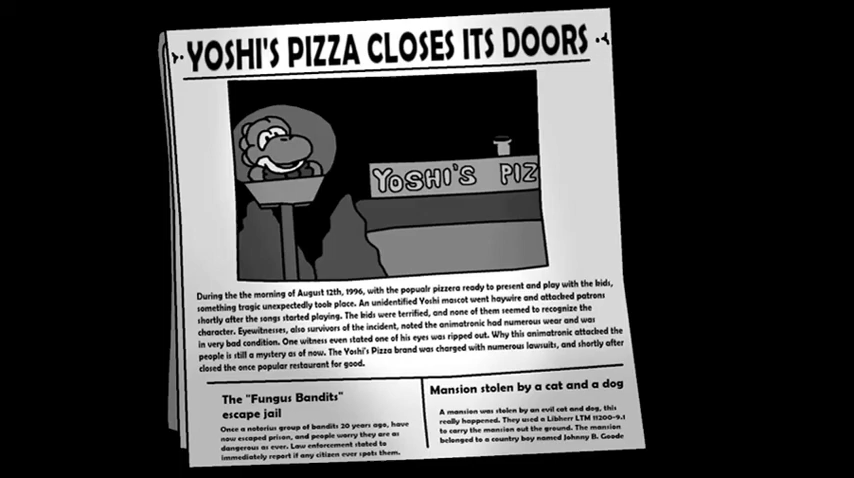 YOSHI'S PIZZA CLOSES ITS DOORS
YOSHI'S PIZ
During the the morning of August 12th, 1996, with the popualr pizzera ready to present and play with the kids,
something tragic unexpectedly took place. An unidentified Yoshi mascot went haywire and attacked patrons
shortly after the songs started playing. The kids were terrified, and none of them seemed to recognize the
character. Eyewitnesses, also survivors of the incident, noted the animatronic had numerous wear and was
in very bad condition. One witness even stated one of his eyes was ripped out. Why this animatronic attacked the
people is still a mystery as of now. The Yoshi's Pizza brand was charged with numerous lawsuits, and shortly after
closed the once popular restaurant for good.
The "Fungus Bandits"
escape jail
Once a notorius group of bandits 20 years ago, have
now escaped prison, and people worry they are as
dangerous as ever. Law enforcement stated to
immediately report if any citizen ever spots them.
Mansion stolen by a cat and a dog
A mansion was stolen by an evil cat and dog, this
really happened. They used a Libherr LTM 11200-9.1
to carry the mansion out the ground. The mansion
belonged to a country boy named Johnny B. Goode